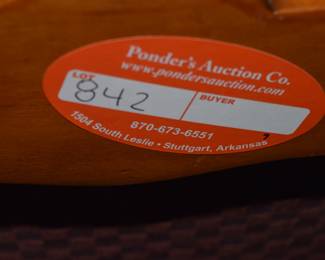 Ponder's Auction Co.
www.pondersauction.com
LOT
842
BUYER
870-673-6551
1504 South Leslie • Stuttgart, Arkansas